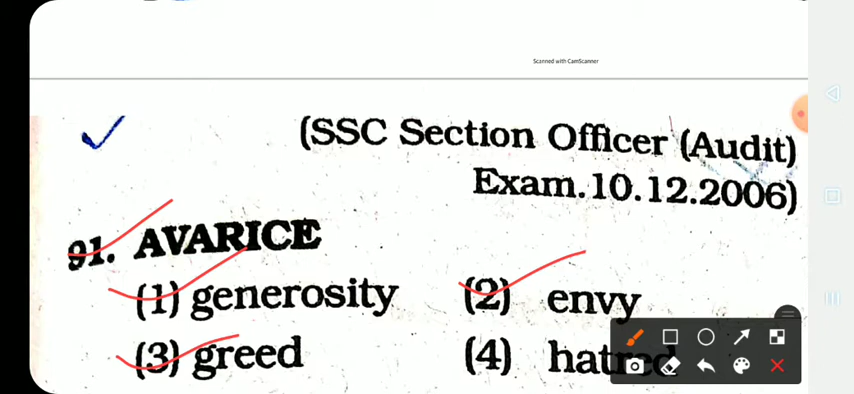 Scanned with CamScanner
(SSC Section Officer (Audit)
Exam.10.12.2006)
91. AVARICE
(1) generosity (2) envy
(3) greed (4) hatred